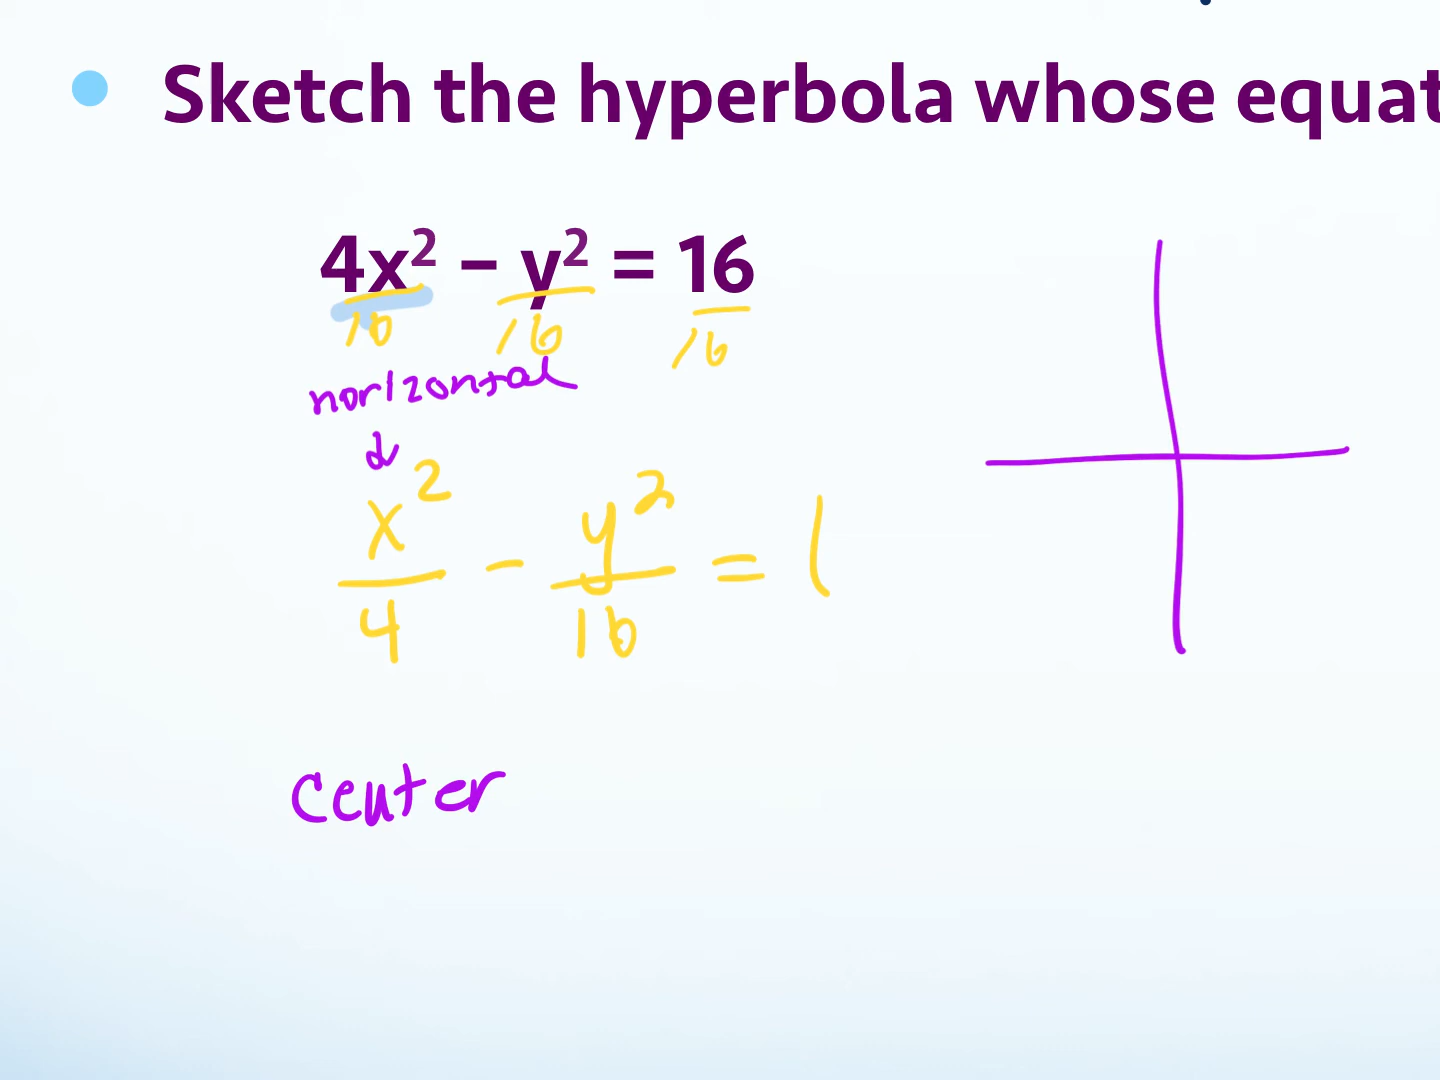 Sketch the hyperbola whose equat
4x² – y² = 16
16 16 16
horizontal
x² / 4 - y² / 16 = 1
center